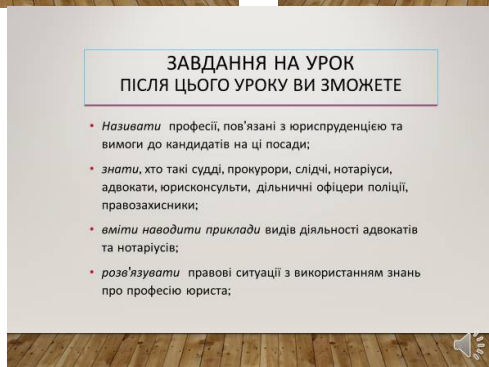 ЗАВДАННЯ НА УРОК
ПІСЛЯ ЦЬОГО УРОКУ ВИ ЗМОЖЕТЕ
• Називати професії, пов'язані з юриспруденцією та
вимоги до кандидатів на ці посади;
• знати, хто такі судді, прокурори, слідчі, нотаріуси,
адвокати, юрисконсульти, дільничні офіцери поліції,
правозахисники;
• вміти наводити приклади видів діяльності адвокатів
та нотаріусів;
• розв'язувати правові ситуації з використанням знань
про професію юриста;